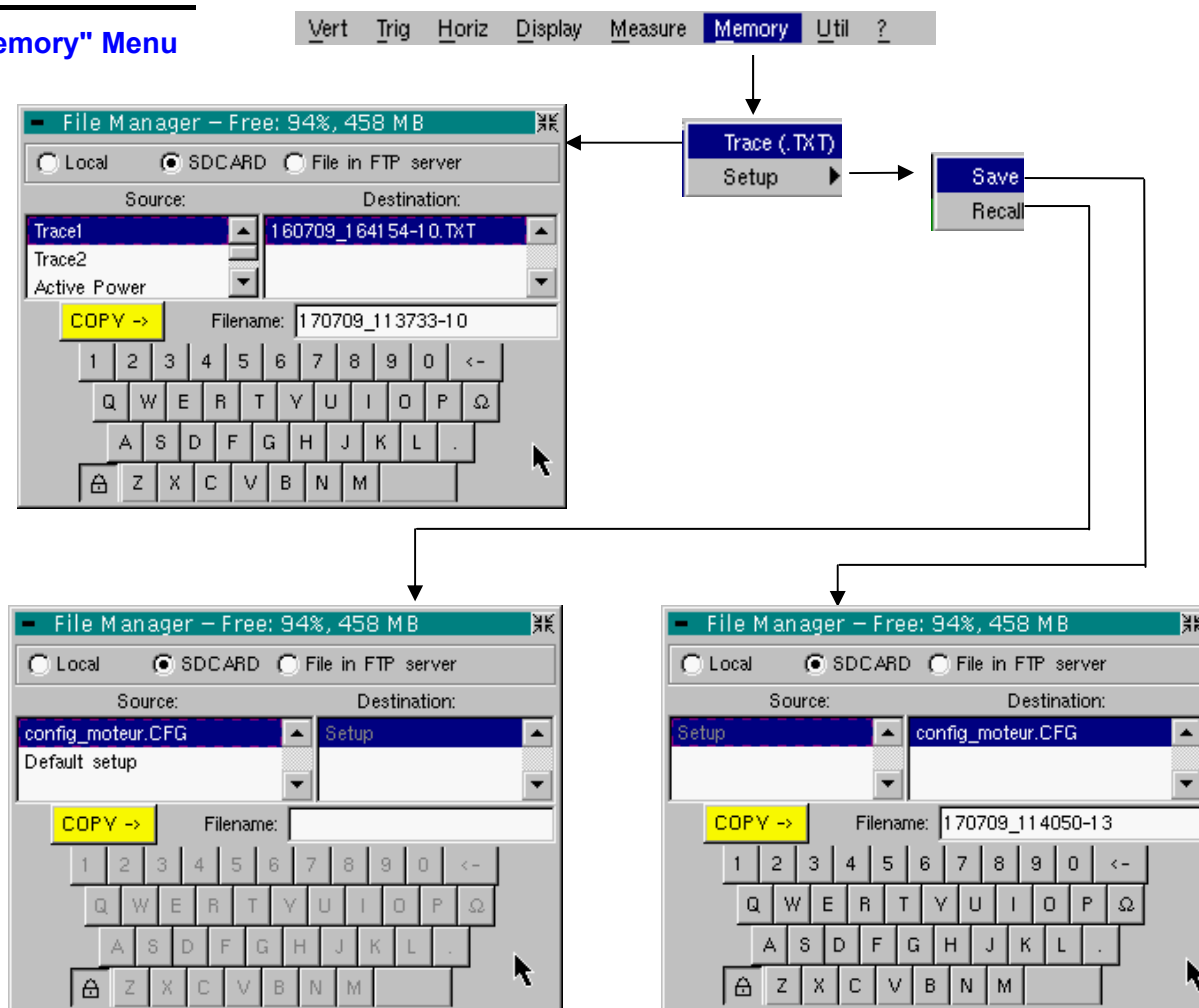 emory" Menu
Vert Trig Horiz Display Measure Memory Util ?
File Manager – Free: 94%, 458 MB
Local SDCARD File in FTP server
Source: Destination:
Trace1 160709_164154-10.TXT
Trace2
Active Power
COPY -> Filename: 170709_113733-10
1 2 3 4 5 6 7 8 9 0 <-
Q W E R T Y U I O P Ω
A S D F G H J K L .
Z X C V B N M
Trace (.TXT)
Setup
Save
Recall
File Manager – Free: 94%, 458 MB
Local SDCARD File in FTP server
Source: Destination:
config_moteur.CFG Setup
Default setup
COPY -> Filename:
1 2 3 4 5 6 7 8 9 0 <-
Q W E R T Y U I O P Ω
A S D F G H J K L .
Z X C V B N M
File Manager – Free: 94%, 458 MB
Local SDCARD File in FTP server
Source: Destination:
Setup config_moteur.CFG
COPY -> Filename: 170709_114050-13
1 2 3 4 5 6 7 8 9 0 <-
Q W E R T Y U I O P Ω
A S D F G H J K L .
Z X C V B N M